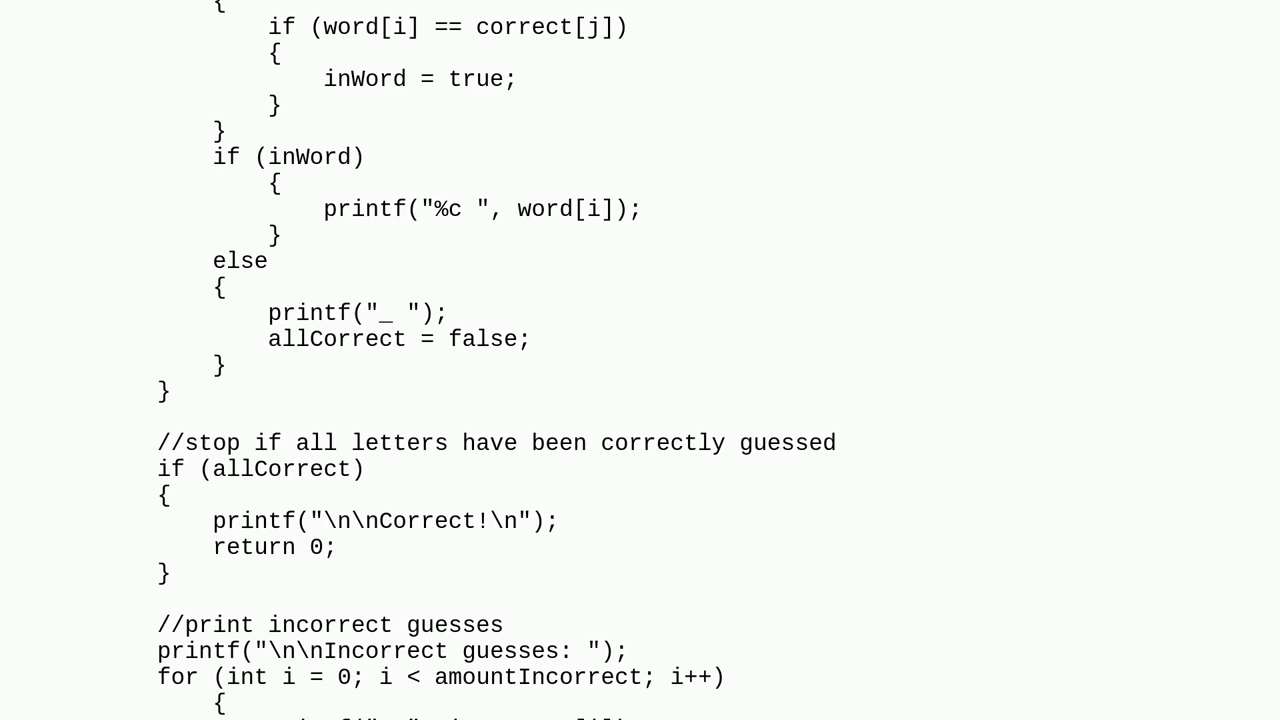 {
if (word[i] == correct[j])
{
inWord = true;
}
}
if (inWord)
{
printf("%c ", word[i]);
}
else
{
printf("_ ");
allCorrect = false;
}
}
//stop if all letters have been correctly guessed
if (allCorrect)
{
printf("\n\nCorrect!\n");
return 0;
}
//print incorrect guesses
printf("\n\nIncorrect guesses: ");
for (int i = 0; i < amountIncorrect; i++)
{